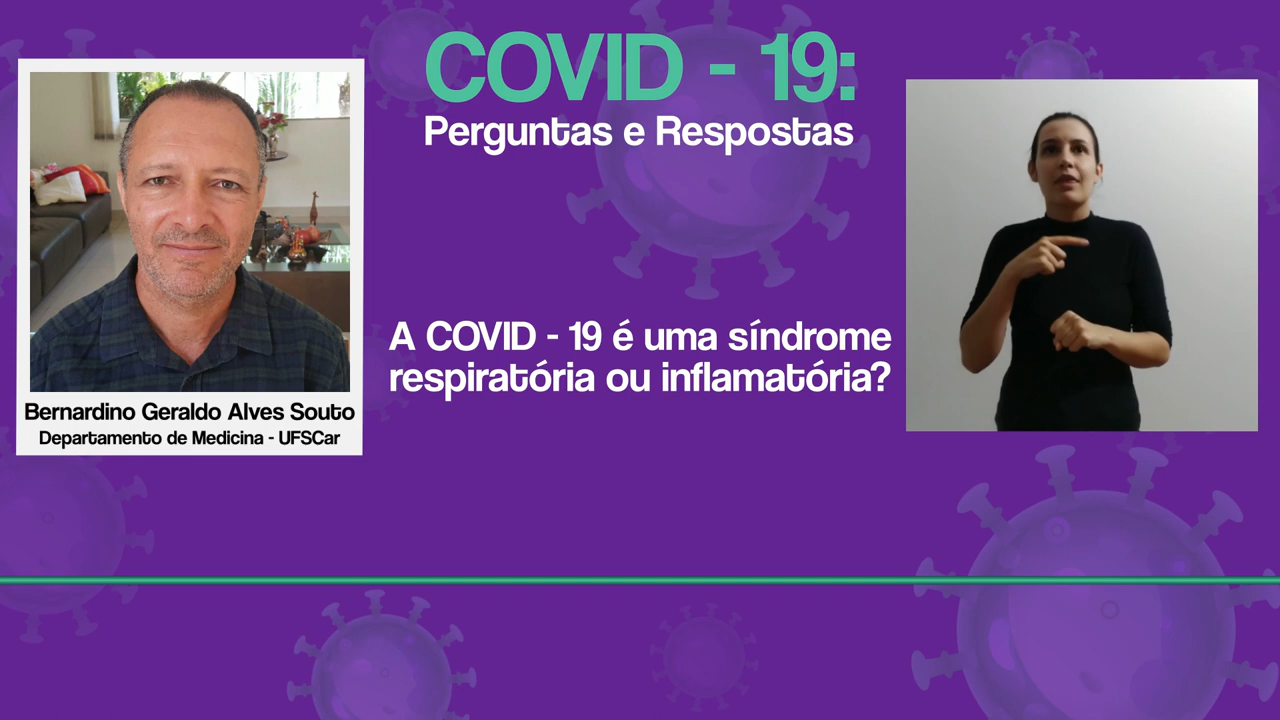 COVID - 19:
Perguntas e Respostas
A COVID - 19 é uma síndrome
respiratória ou inflamatória?
Bernardino Geraldo Alves Souto
Departamento de Medicina - UFSCar